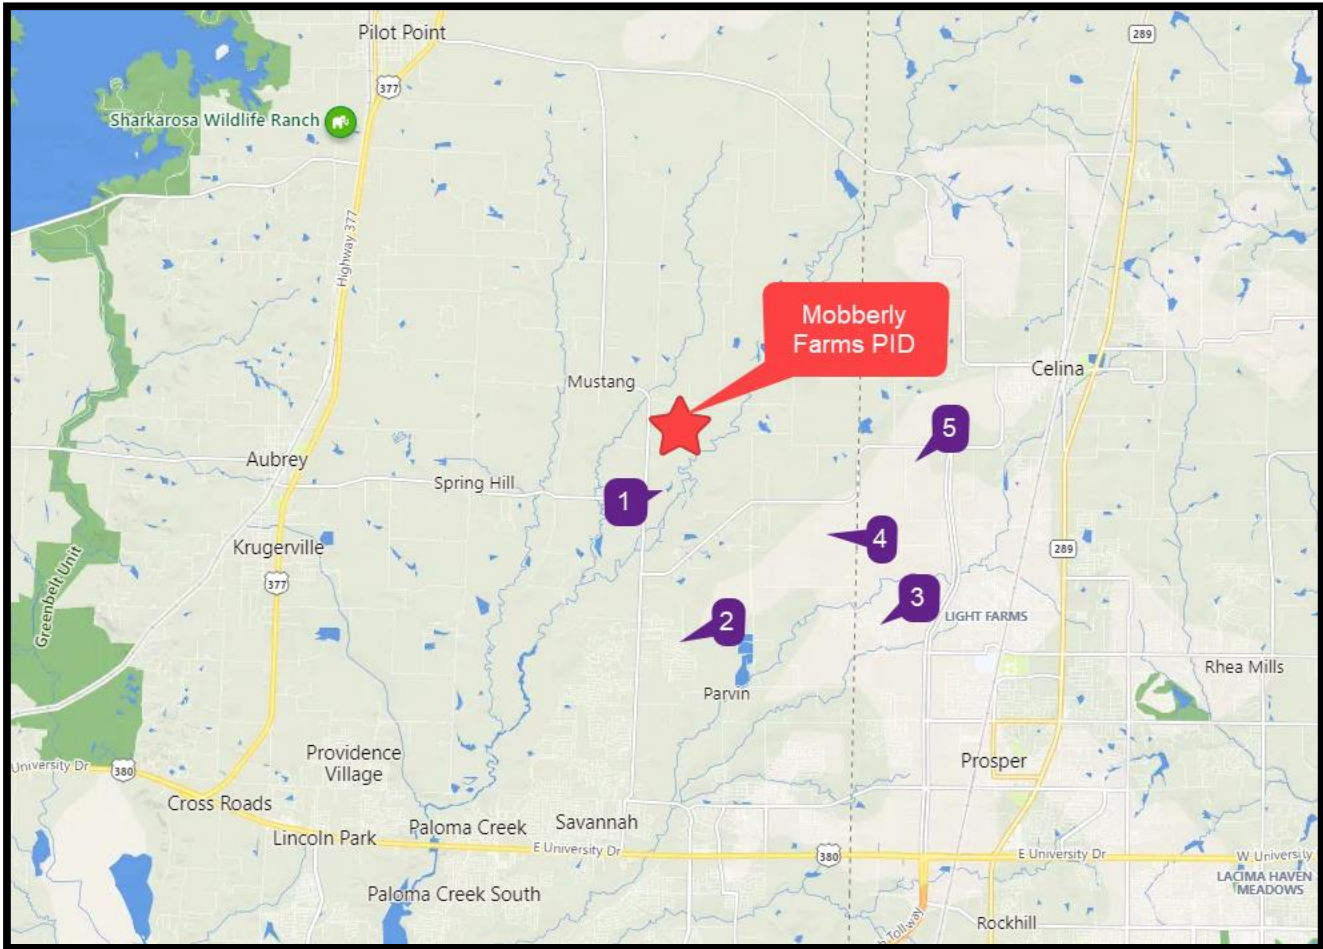 Pilot Point
289
377
Sharkarosa Wildlife Ranch
Highway 377
Mobberly
Farms PID
Mustang
Celina
5
Aubrey
Spring Hill
1
4
Krugerville
289
377
Greenbelt Unit
3
2
LIGHT FARMS
Rhea Mills
Parvin
Providence
Village
Prosper
University Dr
380
Cross Roads
Savannah
Paloma Creek
Lincoln Park
E University Dr
380
E University Dr
W University
LACIMA HAVEN
MEADOWS
Paloma Creek South
Rockhill
Tollway